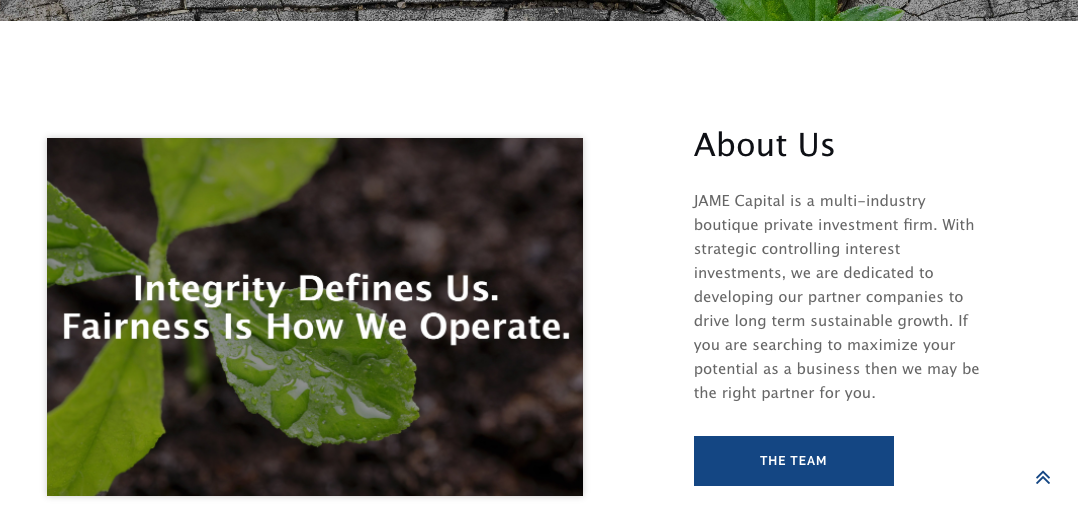 Integrity Defines Us.
Fairness Is How We Operate.
About Us
JAME Capital is a multi-industry
boutique private investment firm. With
strategic controlling interest
investments, we are dedicated to
developing our partner companies to
drive long term sustainable growth. If
you are searching to maximize your
potential as a business then we may be
the right partner for you.
THE TEAM